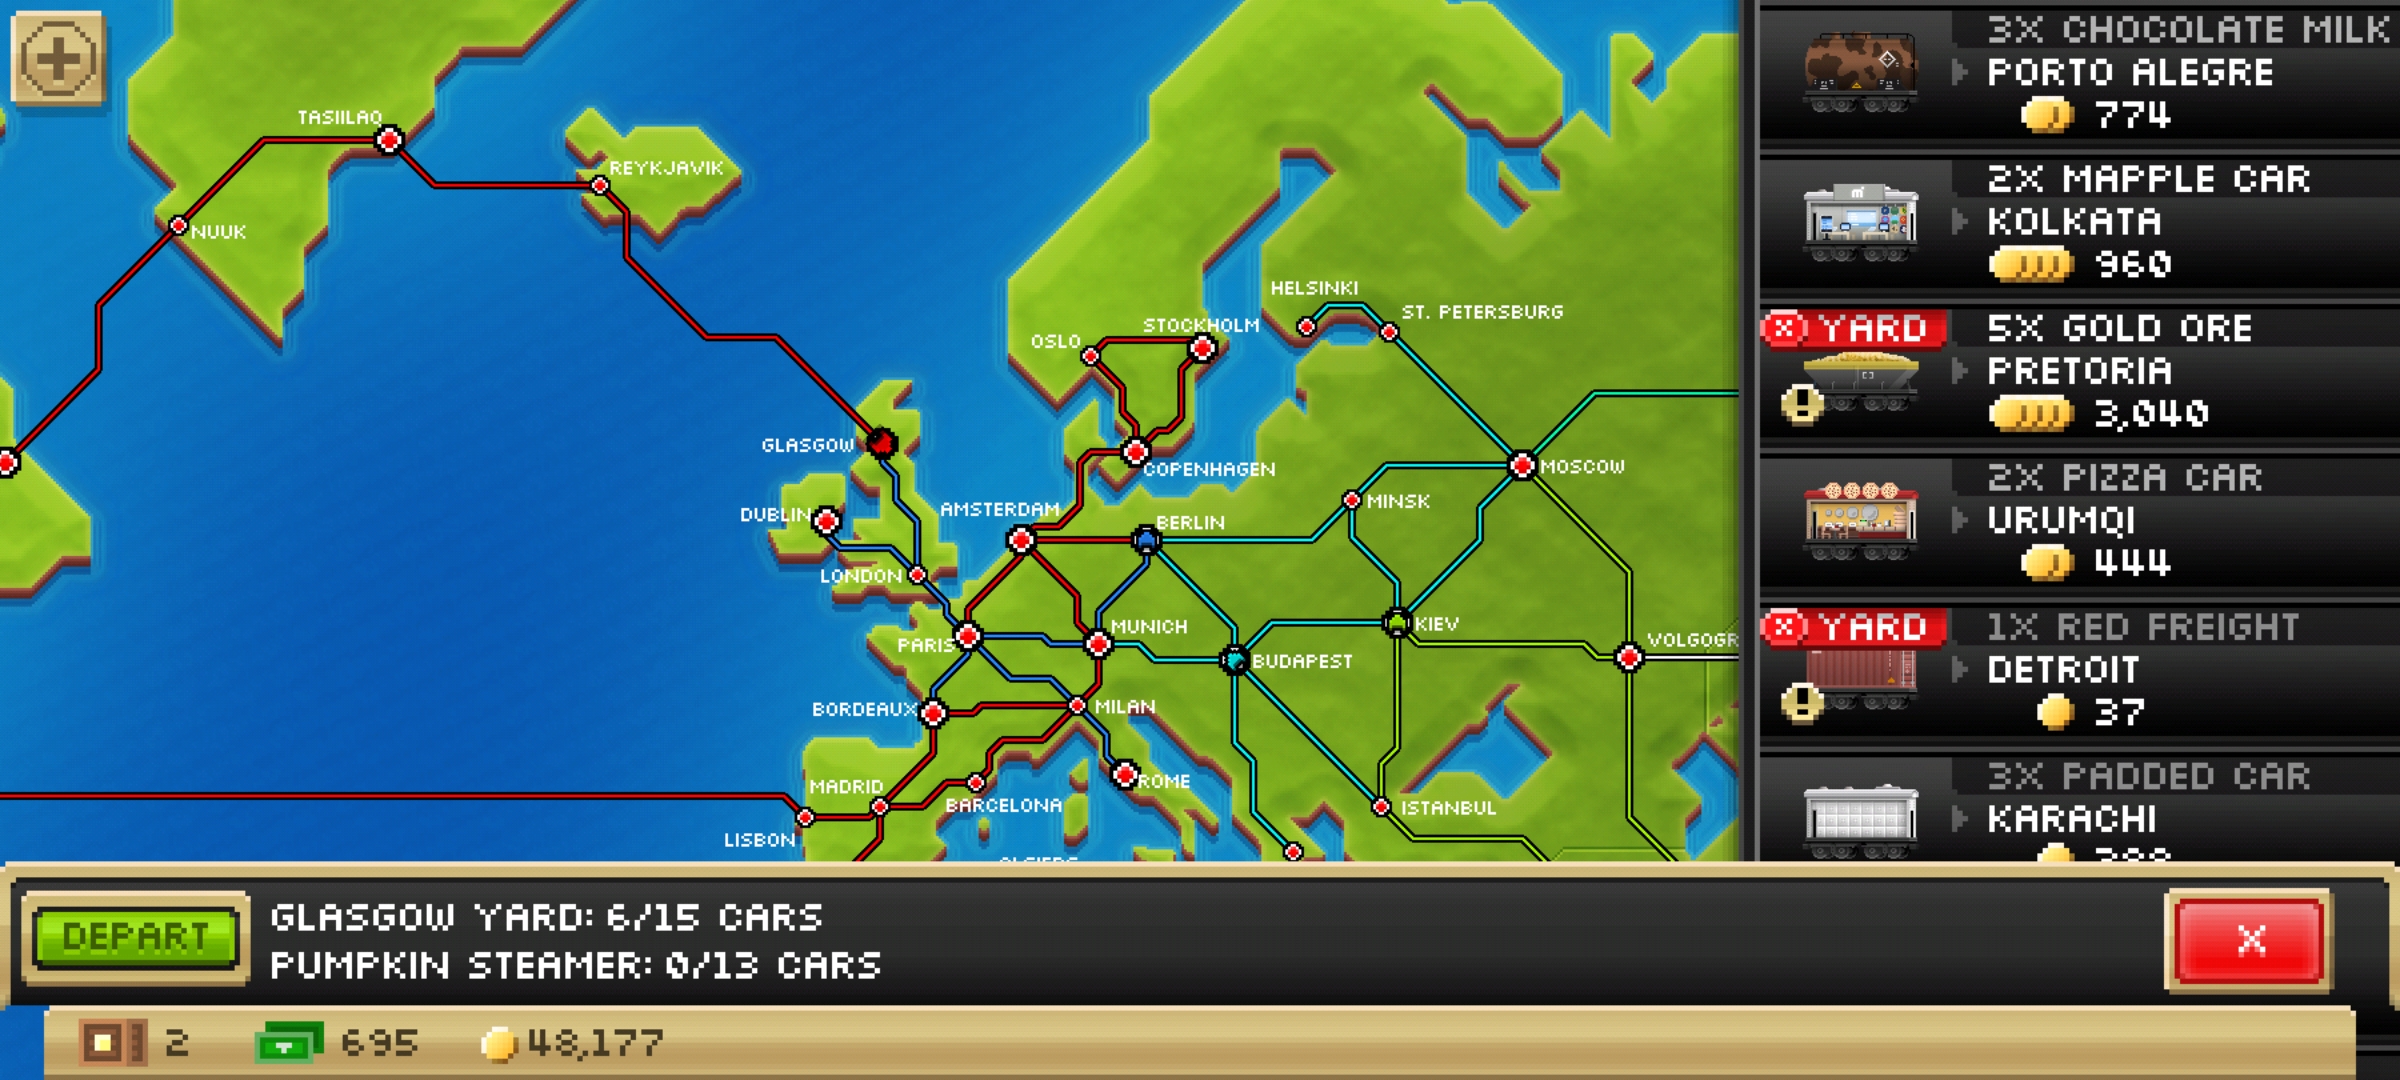 TASIILAQ
REYKJAVIK
NUUK
HELSINKI
ST. PETERSBURG
STOCKHOLM
OSLO
GLASGOW
COPENHAGEN
MOSCOW
MINSK
DUBLIN
AMSTERDAM
BERLIN
LONDON
PARIS
MUNICH
KIEV
VOLGOGR
BUDAPEST
BORDEAUX
MILAN
MADRID
ROME
BARCELONA
ISTANBUL
LISBON
3X CHOCOLATE MILK
PORTO ALEGRE
774
2X MAPPLE CAR
KOLKATA
960
YARD
5X GOLD ORE
PRETORIA
3,040
2X PIZZA CAR
URUMQI
444
YARD
1X RED FREIGHT
DETROIT
37
3X PADDED CAR
KARACHI
DEPART
GLASGOW YARD: 6/15 CARS
PUMPKIN STEAMER: 0/13 CARS
X
2
695
48,177